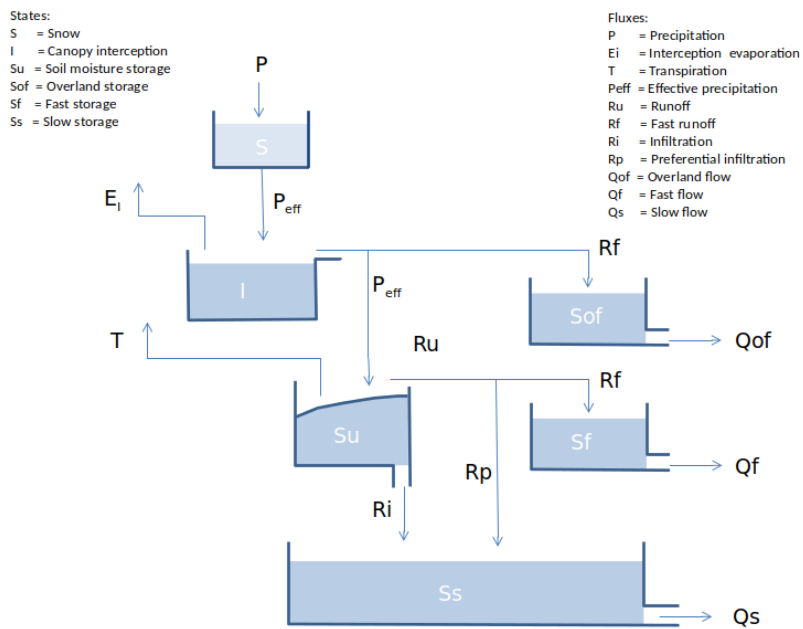 States:
S = Snow
I = Canopy interception
Su = Soil moisture storage
Sof = Overland storage
Sf = Fast storage
Ss = Slow storage
Fluxes:
P = Precipitation
Ei = Interception evaporation
T = Transpiration
Peff = Effective precipitation
Ru = Runoff
Rf = Fast runoff
Ri = Infiltration
Rp = Preferential infiltration
Qof = Overland flow
Qf = Fast flow
Qs = Slow flow
P
S
E_I
P_eff
Rf
I
P_eff
Sof
T
Ru
Qof
Rf
Su
Sf
Rp
Qf
Ri
Ss
Qs